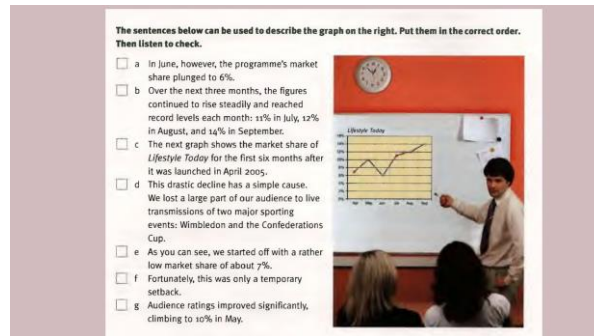 The sentences below can be used to describe the graph on the right. Put them in the correct order.
Then listen to check.
a In June, however, the programme's market
share plunged to 6%.
b Over the next three months, the figures
continued to rise steadily and reached
record levels each month: 11% in July, 12%
in August, and 14% in September.
c The next graph shows the market share of
Lifestyle Today for the first six months after
it was launched in April 2005.
d This drastic decline has a simple cause.
We lost a large part of our audience to live
transmissions of two major sporting
events: Wimbledon and the Confederations
Cup.
e As you can see, we started off with a rather
low market share of about 7%.
f Fortunately, this was only a temporary
setback.
g Audience ratings improved significantly,
climbing to 10% in May.
Lifestyle Today